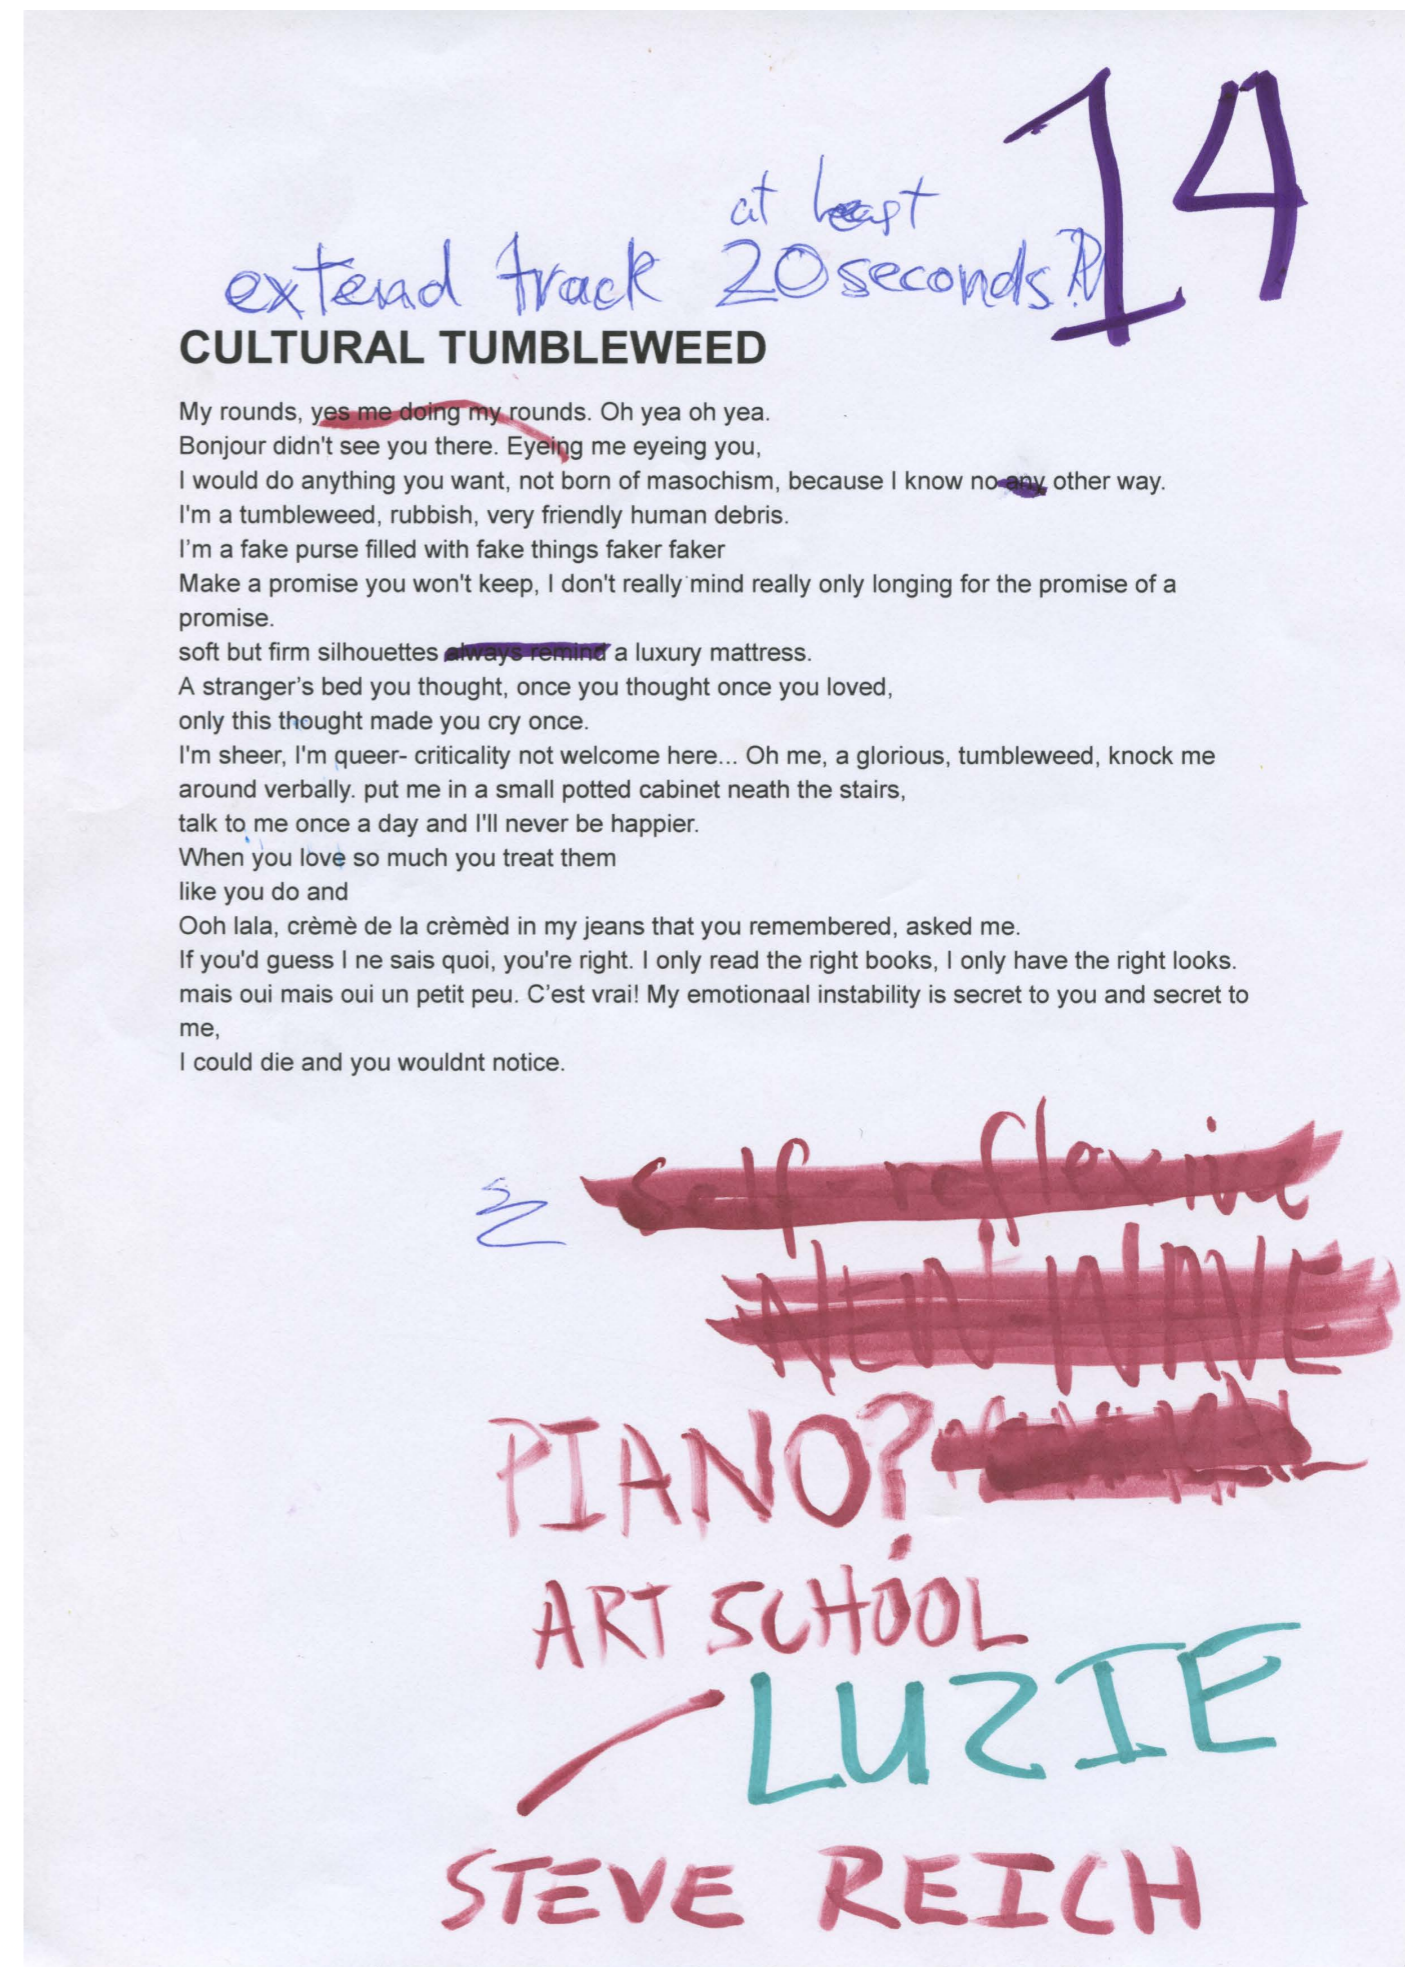 14
at least
extend track 20 seconds?
CULTURAL TUMBLEWEED
My rounds, yes me doing my rounds. Oh yea oh yea.
Bonjour didn't see you there. Eyeing me eyeing you,
I would do anything you want, not born of masochism, because I know no any other way.
I'm a tumbleweed, rubbish, very friendly human debris.
I’m a fake purse filled with fake things faker faker
Make a promise you won't keep, I don't really mind really only longing for the promise of a
promise.
soft but firm silhouettes always remind a luxury mattress.
A stranger’s bed you thought, once you thought once you loved,
only this thought made you cry once.
I'm sheer, I'm queer- criticality not welcome here... Oh me, a glorious, tumbleweed, knock me
around verbally. put me in a small potted cabinet neath the stairs,
talk to me once a day and I'll never be happier.
When you love so much you treat them
like you do and
Ooh lala, crèmè de la crèmèd in my jeans that you remembered, asked me.
If you'd guess I ne sais quoi, you're right. I only read the right books, I only have the right looks.
mais oui mais oui un petit peu. C’est vrai! My emotionaal instability is secret to you and secret to
me,
I could die and you wouldnt notice.
self-reflexive
NEW WAVE
PIANO?
ART SCHOOL
LUZIE
STEVE REICH